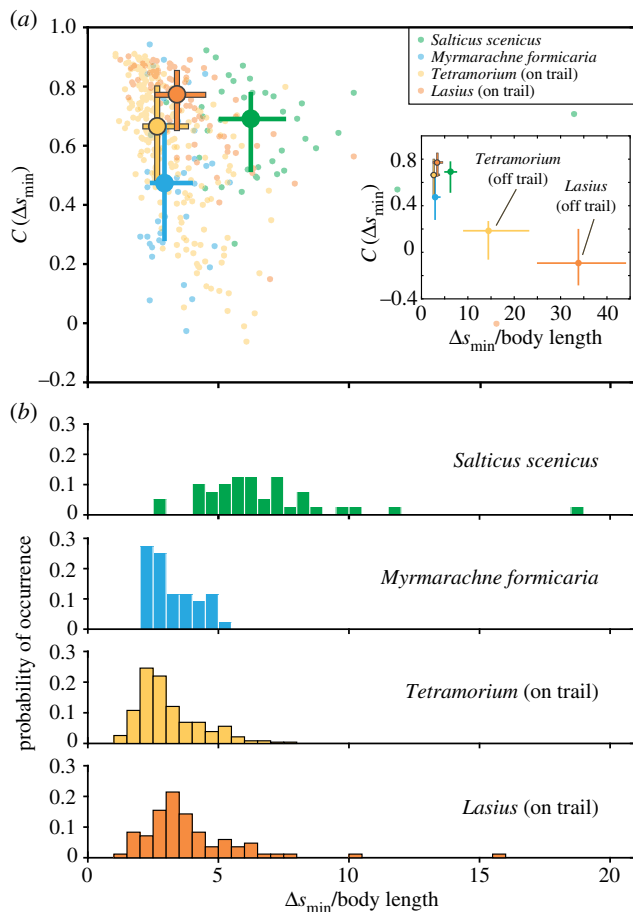 (a)
1.0
0.8
0.6
0.4
0.2
0
–0.2
C (Δs_min)
Salticus scenicus
Myrmarachne formicaria
Tetramorium (on trail)
Lasius (on trail)
0.8
0.4
0
–0.4
C (Δs_min)
Tetramorium
(off trail)
Lasius
(off trail)
0 10 20 30 40
Δs_min/body length
(b)
probability of occurrence
0.3
0.2
0.1
0
Salticus scenicus
0.3
0.2
0.1
0
Myrmarachne formicaria
0.3
0.2
0.1
0
Tetramorium (on trail)
0.3
0.2
0.1
0
Lasius (on trail)
0 5 10 15 20
Δs_min/body length